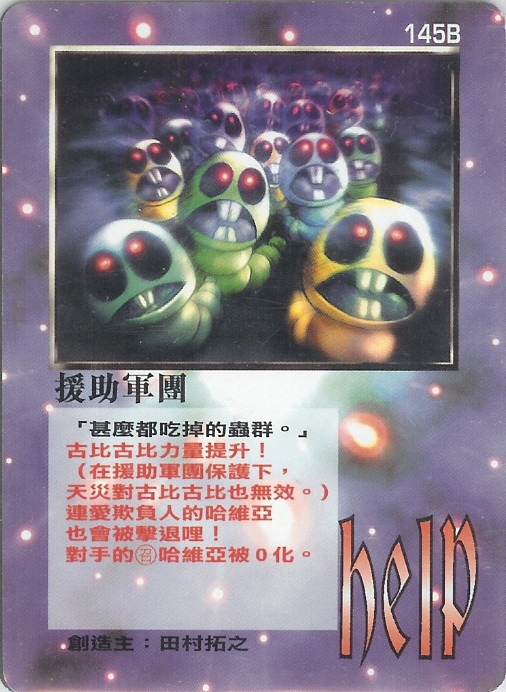 145B
援助軍團
「甚麼都吃掉的蟲群。」
古比古比力量提升！
（在援助軍團保護下，
天災對古比古比也無效。）
連愛欺負人的哈維亞
也會被擊退哩！
對手的㊁哈維亞被０化。
help
創造主：田村拓之